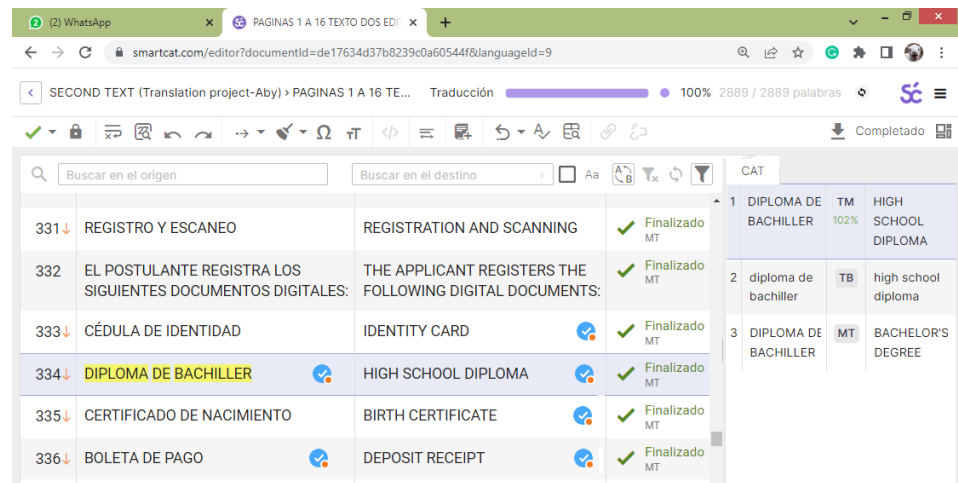 2 (2) WhatsApp
PAGINAS 1 A 16 TEXTO DOS EDIT
smartcat.com/editor?documentId=de17634d37b8239c0a60544f&languageId=9
SECOND TEXT (Translation project-Aby) › PAGINAS 1 A 16 TE... Traducción 100% 2889 / 2889 palabras Sc
Completado
Buscar en el origen Buscar en el destino Aa A B CAT
331 REGISTRO Y ESCANEO REGISTRATION AND SCANNING Finalizado MT
332 EL POSTULANTE REGISTRA LOS SIGUIENTES DOCUMENTOS DIGITALES: THE APPLICANT REGISTERS THE FOLLOWING DIGITAL DOCUMENTS: Finalizado MT
333 CÉDULA DE IDENTIDAD IDENTITY CARD Finalizado MT
334 DIPLOMA DE BACHILLER HIGH SCHOOL DIPLOMA Finalizado MT
335 CERTIFICADO DE NACIMIENTO BIRTH CERTIFICATE Finalizado MT
336 BOLETA DE PAGO DEPOSIT RECEIPT Finalizado MT
1 DIPLOMA DE BACHILLER TM 102% HIGH SCHOOL DIPLOMA
2 diploma de bachiller TB high school diploma
3 DIPLOMA DE BACHILLER MT BACHELOR'S DEGREE